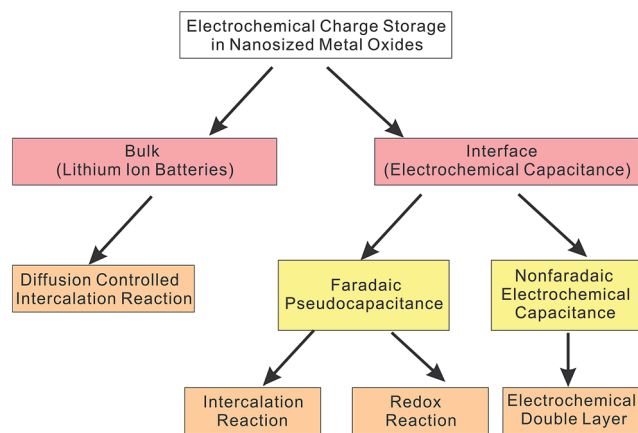 Electrochemical Charge Storage
in Nanosized Metal Oxides
Bulk
(Lithium Ion Batteries)
Interface
(Electrochemical Capacitance)
Diffusion Controlled
Intercalation Reaction
Faradaic
Pseudocapacitance
Nonfaradaic
Electrochemical
Capacitance
Intercalation
Reaction
Redox
Reaction
Electrochemical
Double Layer